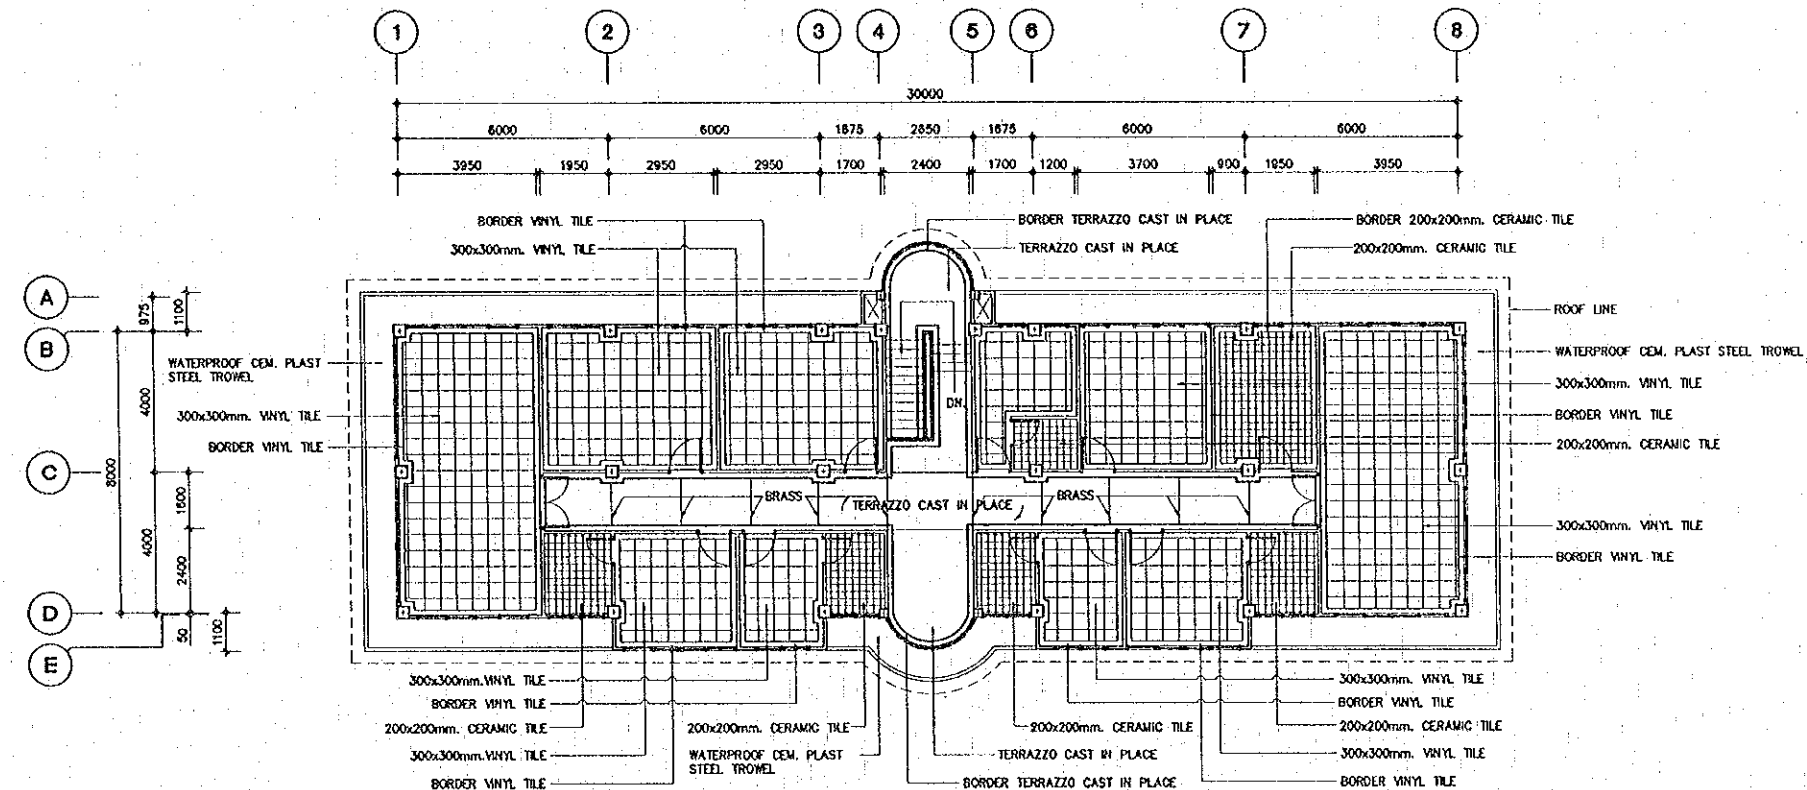 1 2 3 4 5 6 7 8
30000
6000 6000 1675 2650 1675 6000 6000
3950 1950 2950 2950 1700 2400 1700 1200 3700 900 1950 3950
BORDER VINYL TILE
BORDER TERRAZZO CAST IN PLACE
BORDER 200x200mm. CERAMIC TILE
300x300mm. VINYL TILE
TERRAZZO CAST IN PLACE
200x200mm. CERAMIC TILE
A
975
1100
ROOF LINE
B
WATERPROOF CEM. PLAST
STEEL TROWEL
WATERPROOF CEM. PLAST STEEL TROWEL
300x300mm. VINYL TILE
4000
300x300mm. VINYL TILE
DN.
BORDER VINYL TILE
BORDER VINYL TILE
200x200mm. CERAMIC TILE
C
8000
1600
BRASS
TERRAZZO CAST IN PLACE
BRASS
300x300mm. VINYL TILE
4000
2400
BORDER VINYL TILE
D
50
1100
E
300x300mm. VINYL TILE
300x300mm. VINYL TILE
BORDER VINYL TILE
BORDER VINYL TILE
200x200mm. CERAMIC TILE
200x200mm. CERAMIC TILE
200x200mm. CERAMIC TILE
200x200mm. CERAMIC TILE
300x300mm. VINYL TILE
WATERPROOF CEM. PLAST
STEEL TROWEL
TERRAZZO CAST IN PLACE
300x300mm. VINYL TILE
BORDER VINYL TILE
BORDER TERRAZZO CAST IN PLACE
BORDER VINYL TILE